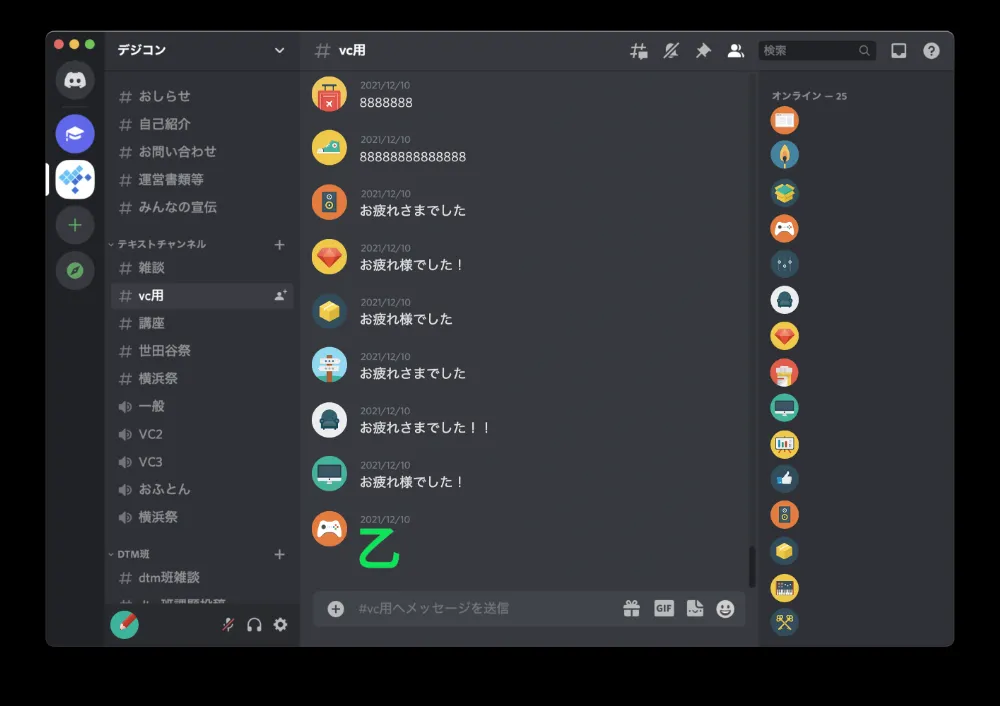 デジコン
# おしらせ
# 自己紹介
# お問い合わせ
# 運営書類等
# みんなの宣伝
テキストチャンネル
# 雑談
# vc用
# 講座
# 世田谷祭
# 横浜祭
一般
VC2
VC3
おふとん
横浜祭
DTM班
# dtm班雑談
# vc用
2021/12/10
8888888
2021/12/10
88888888888888
2021/12/10
お疲れさまでした
2021/12/10
お疲れ様でした！
2021/12/10
お疲れ様でした
2021/12/10
お疲れさまでした
2021/12/10
お疲れさまでした！！
2021/12/10
お疲れ様でした！
2021/12/10
乙
#vc用へメッセージを送信
GIF
検索
オンライン — 25